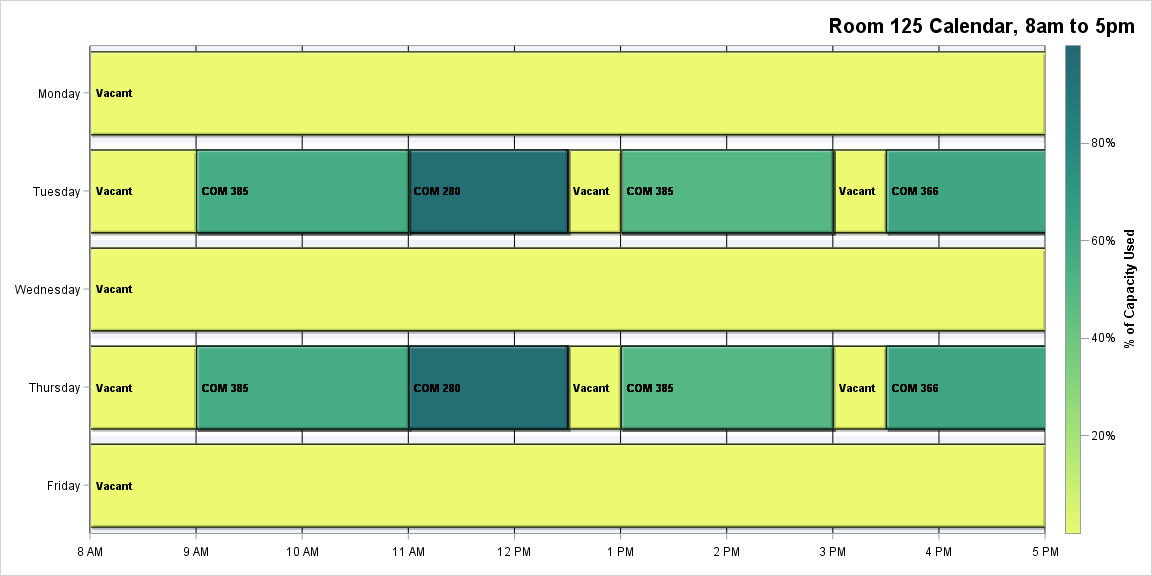 Room 125 Calendar, 8am to 5pm
Monday
Vacant
80%
Tuesday
Vacant
COM 385
COM 280
Vacant
COM 385
Vacant
COM 366
60%
% of Capacity Used
Wednesday
Vacant
40%
Thursday
Vacant
COM 385
COM 280
Vacant
COM 385
Vacant
COM 366
20%
Friday
Vacant
8 AM
9 AM
10 AM
11 AM
12 PM
1 PM
2 PM
3 PM
4 PM
5 PM